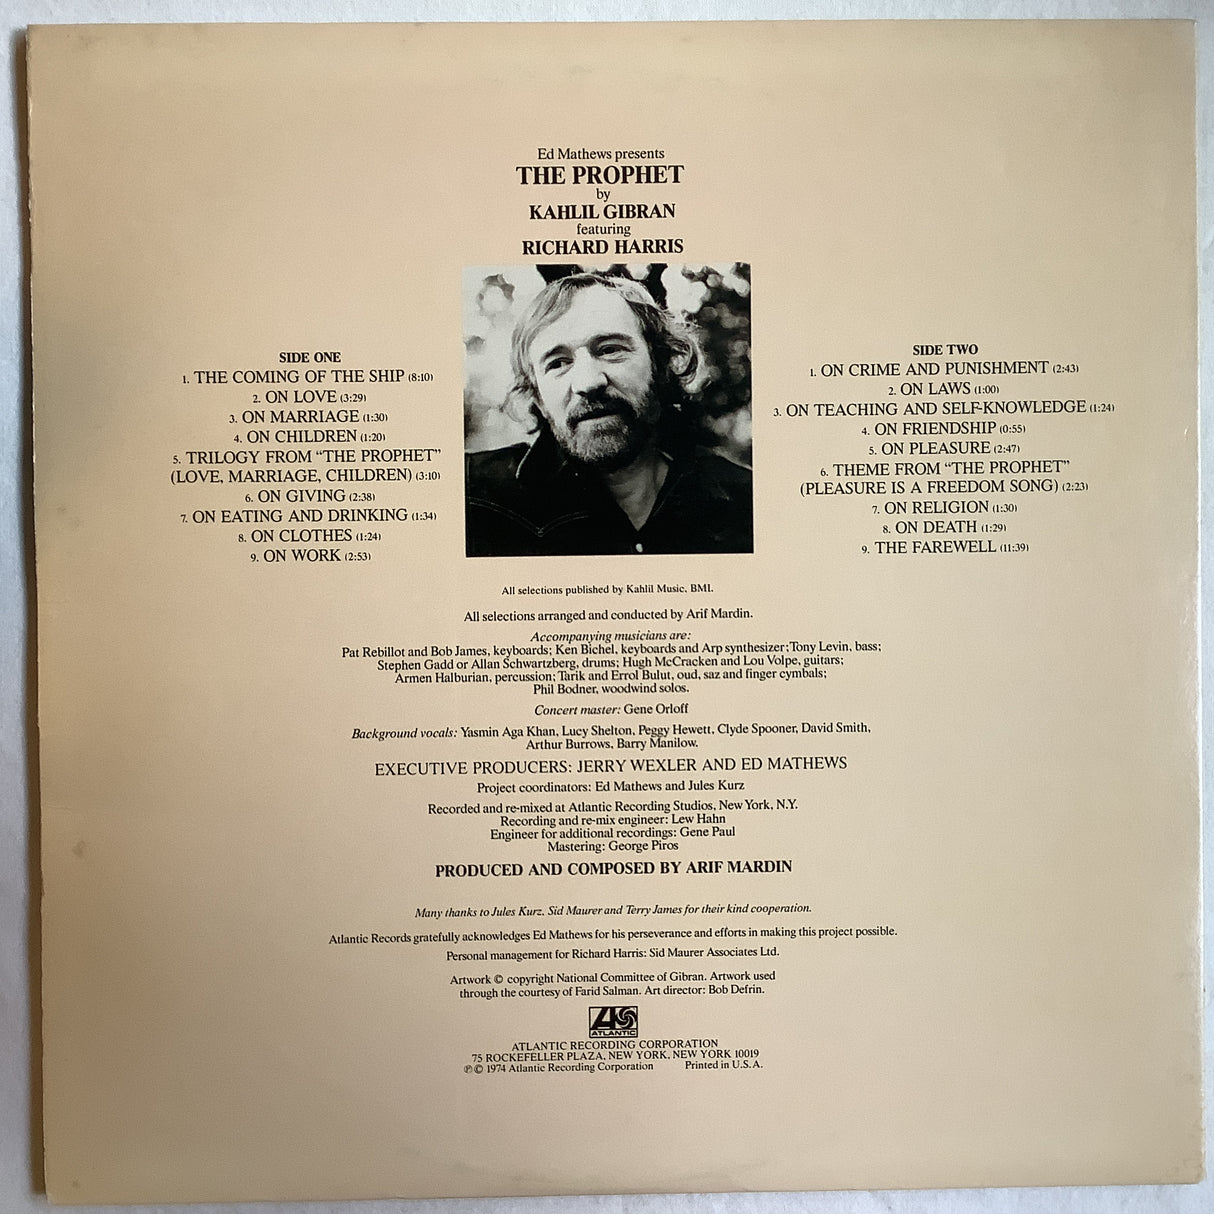 Ed Mathews presents
THE PROPHET
by
KAHLIL GIBRAN
featuring
RICHARD HARRIS
SIDE ONE
1. THE COMING OF THE SHIP (8:10)
2. ON LOVE (3:29)
3. ON MARRIAGE (1:30)
4. ON CHILDREN (1:20)
5. TRILOGY FROM “THE PROPHET”
(LOVE, MARRIAGE, CHILDREN) (3:10)
6. ON GIVING (2:38)
7. ON EATING AND DRINKING (1:34)
8. ON CLOTHES (1:24)
9. ON WORK (2:53)
SIDE TWO
1. ON CRIME AND PUNISHMENT (2:43)
2. ON LAWS (1:00)
3. ON TEACHING AND SELF-KNOWLEDGE (1:24)
4. ON FRIENDSHIP (0:55)
5. ON PLEASURE (2:47)
6. THEME FROM “THE PROPHET”
(PLEASURE IS A FREEDOM SONG) (2:23)
7. ON RELIGION (1:30)
8. ON DEATH (1:29)
9. THE FAREWELL (11:39)
All selections published by Kahlil Music, BMI.
All selections arranged and conducted by Arif Mardin.
Accompanying musicians are:
Pat Rebillot and Bob James, keyboards; Ken Bichel, keyboards and Arp synthesizer; Tony Levin, bass;
Stephen Gadd or Allan Schwartzberg, drums; Hugh McCracken and Lou Volpe, guitars;
Armen Halburian, percussion; Tarik and Errol Bulut, oud, saz and finger cymbals;
Phil Bodner, woodwind solos.
Concert master: Gene Orloff
Background vocals: Yasmin Aga Khan, Lucy Shelton, Peggy Hewett, Clyde Spooner, David Smith,
Arthur Burrows, Barry Manilow.
EXECUTIVE PRODUCERS: JERRY WEXLER AND ED MATHEWS
Project coordinators: Ed Mathews and Jules Kurz
Recorded and re-mixed at Atlantic Recording Studios, New York, N.Y.
Recording and re-mix engineer: Lew Hahn
Engineer for additional recordings: Gene Paul
Mastering: George Piros
PRODUCED AND COMPOSED BY ARIF MARDIN
Many thanks to Jules Kurz, Sid Maurer and Terry James for their kind cooperation.
Atlantic Records gratefully acknowledges Ed Mathews for his perseverance and efforts in making this project possible.
Personal management for Richard Harris: Sid Maurer Associates Ltd.
Artwork © copyright National Committee of Gibran. Artwork used
through the courtesy of Farid Salman. Art director: Bob Defrin.
ATLANTIC
ATLANTIC RECORDING CORPORATION
75 ROCKEFELLER PLAZA, NEW YORK, NEW YORK 10019
℗© 1974 Atlantic Recording Corporation Printed in U.S.A.